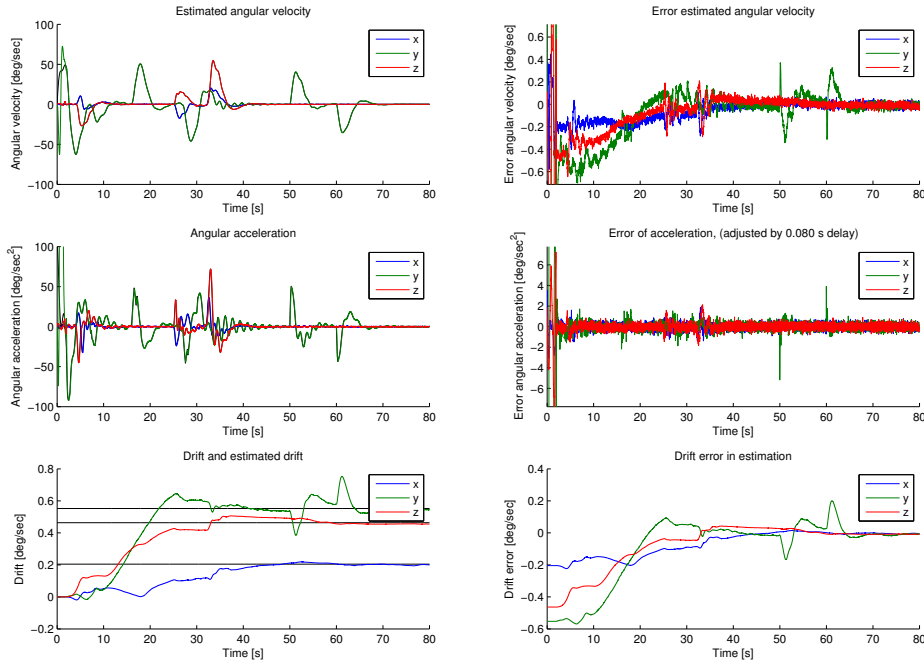 Estimated angular velocity
Angular velocity [deg/sec]
100
50
0
−50
−100
x
y
z
0 10 20 30 40 50 60 70 80
Time [s]
Error estimated angular velocity
Error angular velocity [deg/sec]
0.6
0.4
0.2
0
−0.2
−0.4
−0.6
x
y
z
0 10 20 30 40 50 60 70 80
Time [s]
Angular acceleration
Angular acceleration [deg/sec²]
100
50
0
−50
−100
x
y
z
0 10 20 30 40 50 60 70 80
Time [s]
Error of acceleration, (adjusted by 0.080 s delay)
Error angular acceleration [deg/sec²]
6
4
2
0
−2
−4
−6
x
y
z
0 10 20 30 40 50 60 70 80
Time [s]
Drift and estimated drift
Drift [deg/sec]
0.8
0.6
0.4
0.2
0
−0.2
x
y
z
0 10 20 30 40 50 60 70 80
Time [s]
Drift error in estimation
Drift error [deg/sec]
0.4
0.2
0
−0.2
−0.4
−0.6
x
y
z
0 10 20 30 40 50 60 70 80
Time [s]